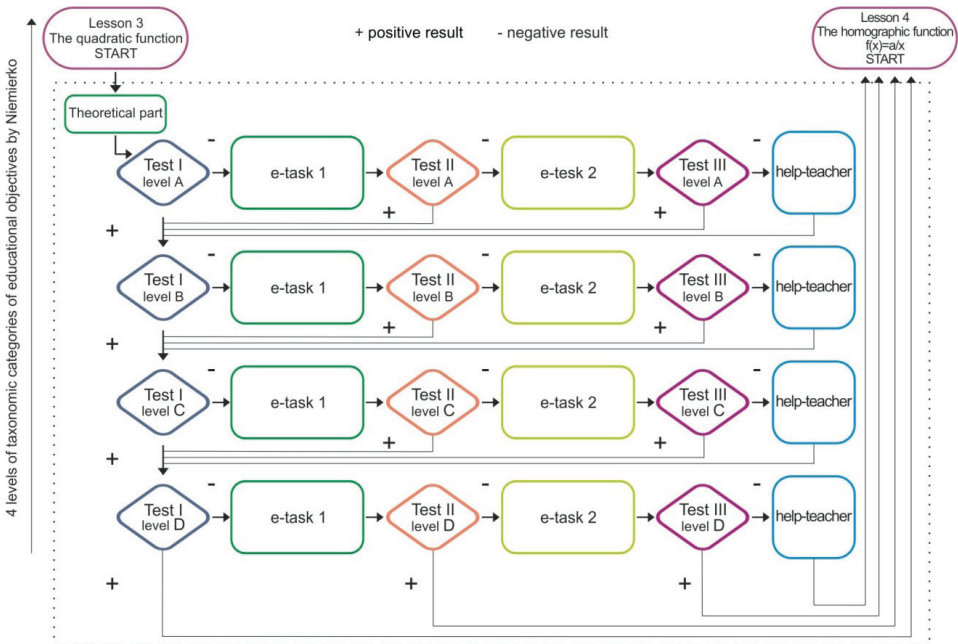 Lesson 3
The quadratic function
START
+ positive result
- negative result
Lesson 4
The homographic function
f(x)=a/x
START
4 levels of taxonomic categories of educational objectives by Niemierko
Theoretical part
-
-
-
Test I
level A
e-task 1
Test II
level A
e-tesk 2
Test III
level A
help-teacher
+
+
+
-
-
-
Test I
level B
e-task 1
Test II
level B
e-task 2
Test III
level B
help-teacher
+
+
+
-
-
-
Test I
level C
e-task 1
Test II
level C
e-task 2
Test III
level C
help-teacher
+
+
+
-
-
-
Test I
level D
e-task 1
Test II
level D
e-task 2
Test III
level D
help-teacher
+
+
+